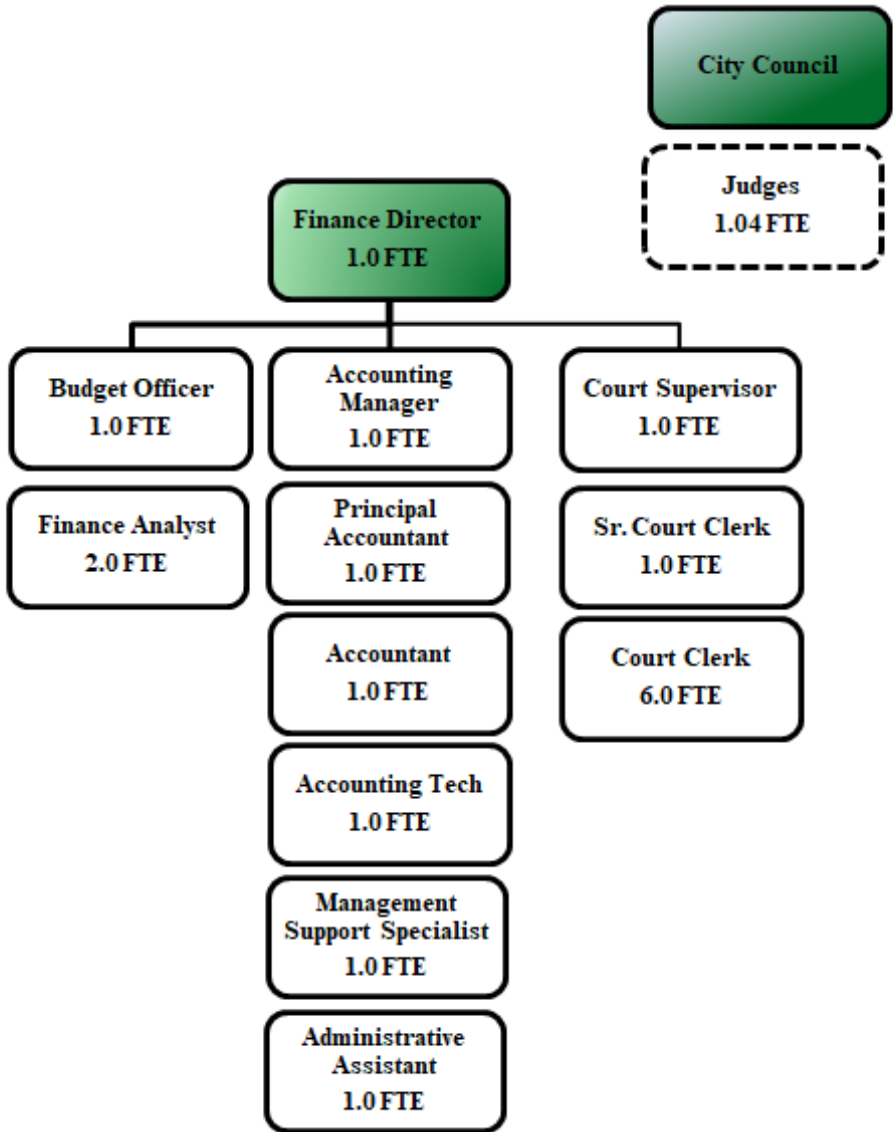 City Council
Judges
1.04 FTE
Finance Director
1.0 FTE
Budget Officer
1.0 FTE
Accounting
Manager
1.0 FTE
Court Supervisor
1.0 FTE
Finance Analyst
2.0 FTE
Principal
Accountant
1.0 FTE
Sr. Court Clerk
1.0 FTE
Accountant
1.0 FTE
Court Clerk
6.0 FTE
Accounting Tech
1.0 FTE
Management
Support Specialist
1.0 FTE
Administrative
Assistant
1.0 FTE